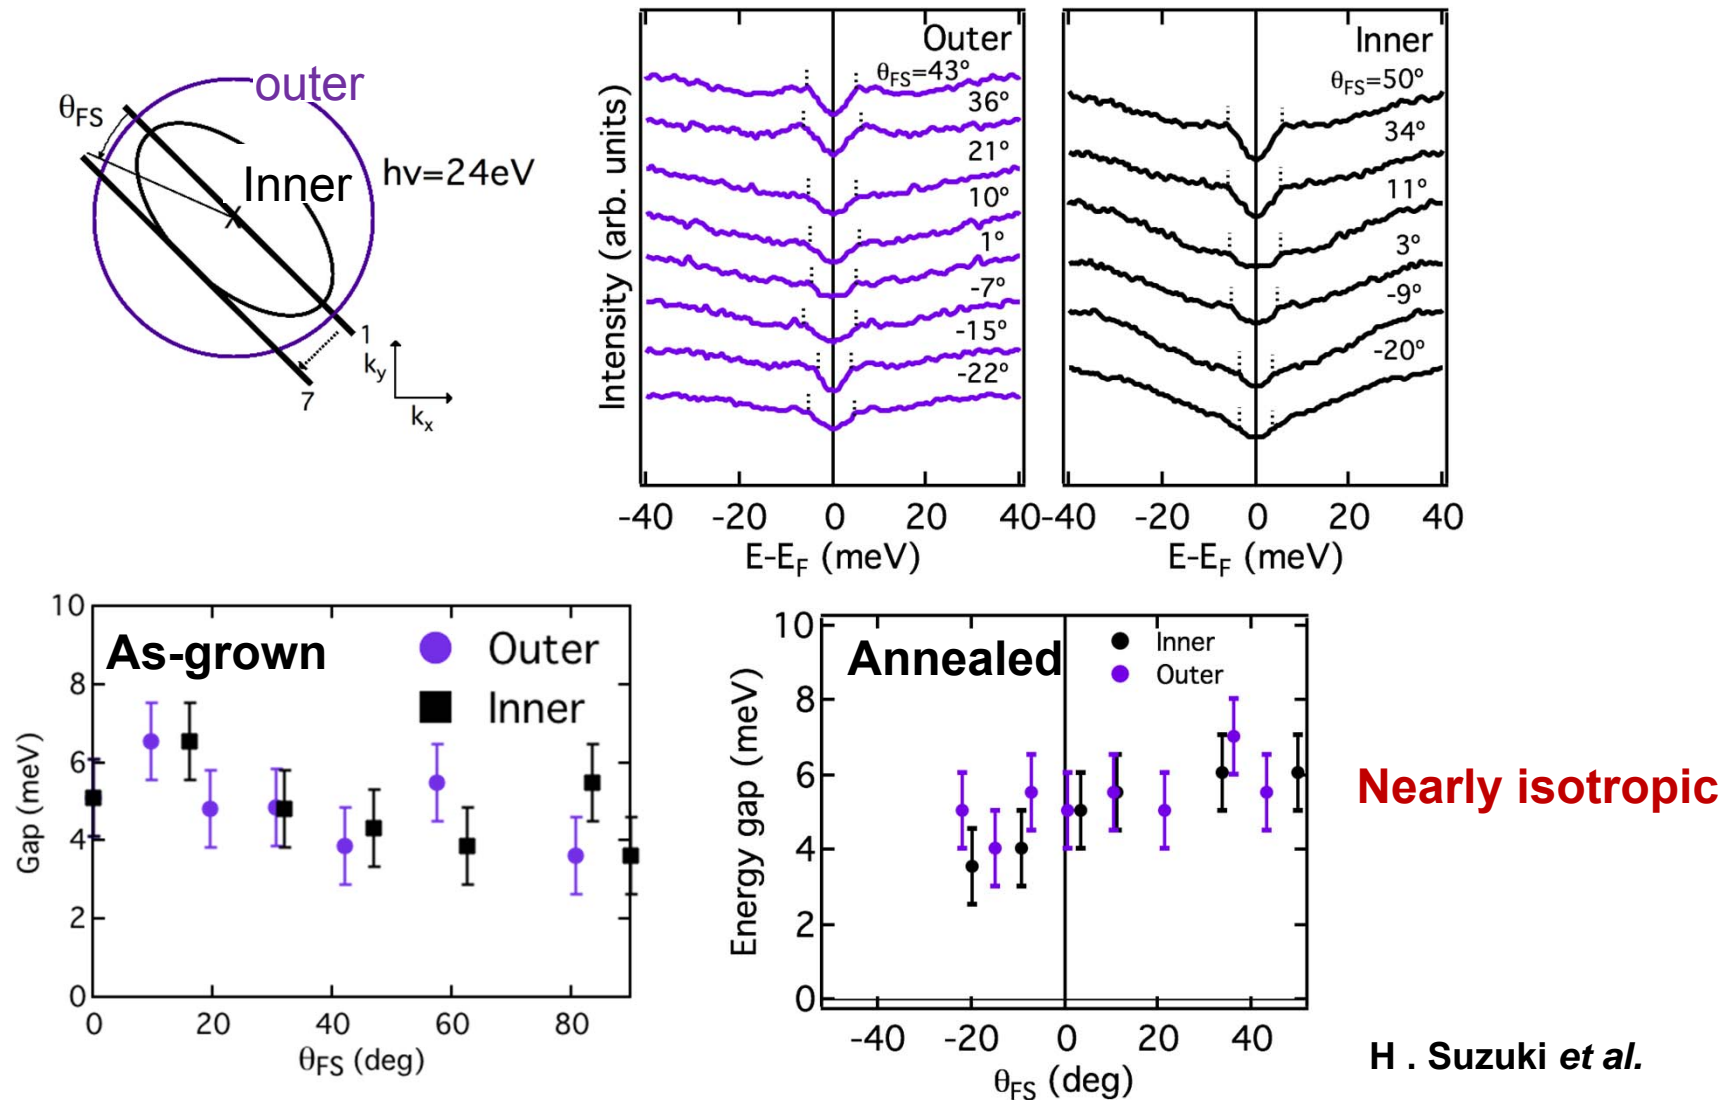 outer
θFS
Inner
hν=24eV
X
1
7
ky
kx
Outer
θFS=43°
36°
21°
10°
1°
-7°
-15°
-22°
Intensity (arb. units)
-40 -20 0 20 40
E-EF (meV)
Inner
θFS=50°
34°
11°
3°
-9°
-20°
-40 -20 0 20 40
E-EF (meV)
As-grown
Outer
Inner
10
8
6
4
2
0
Gap (meV)
0 20 40 60 80
θFS (deg)
Annealed
Inner
Outer
10
8
6
4
2
0
Energy gap (meV)
-40 -20 0 20 40
θFS (deg)
Nearly isotropic
H . Suzuki et al.